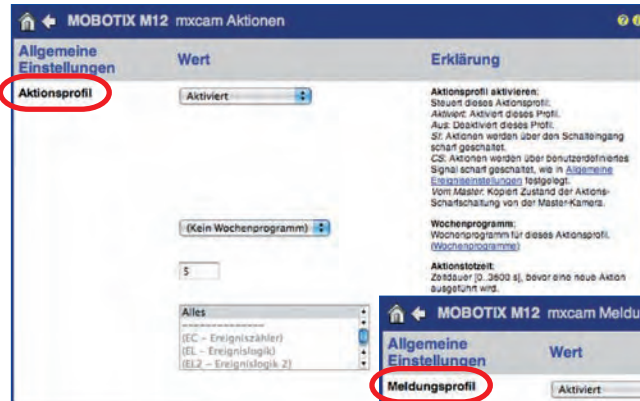 MOBOTIX M12 mxcam Aktionen
Allgemeine Einstellungen
Wert
Erklärung
Aktionsprofil
Aktiviert
Aktionsprofil aktivieren:
Steuert dieses Aktionsprofil.
Aktiviert: Aktiviert dieses Profil.
Aus: Deaktiviert dieses Profil.
SI: Aktionen werden über den Schalteingang
scharf geschaltet.
CS: Aktionen werden über benutzerdefiniertes
Signal scharf geschaltet, wie in Allgemeine
Ereigniseinstellungen festgelegt.
Vom Master: Kopiert Zustand der Aktions-
Scharfschaltung von der Master-Kamera.
(Kein Wochenprogramm)
Wochenprogramm:
Wochenprogramm für dieses Aktionsprofil.
(Wochenprogramme)
5
Aktionstotzeit:
Zeitdauer [0..3600 s], bevor eine neue Aktion
ausgeführt wird.
Alles
---------------
(EC – Ereigniszähler)
(EL – Ereignislogik)
(EL2 – Ereignislogik 2)
MOBOTIX M12 mxcam Meldu
Allgemeine Einstellungen
Wert
Meldungsprofil
Aktiviert